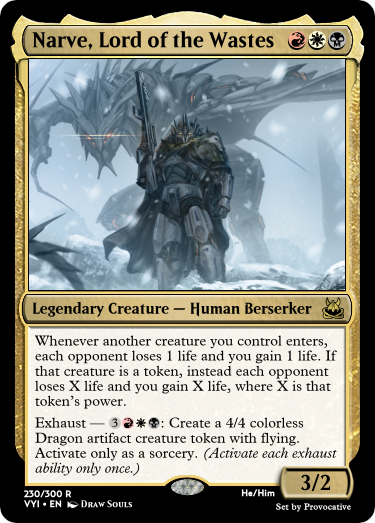 Narve, Lord of the Wastes
Legendary Creature — Human Berserker
Whenever another creature you control enters,
each opponent loses 1 life and you gain 1 life. If
that creature is a token, instead each opponent
loses X life and you gain X life, where X is that
token's power.
Exhaust — 3: Create a 4/4 colorless
Dragon artifact creature token with flying.
Activate only as a sorcery. (Activate each exhaust
ability only once.)
3/2
230/300 R
He/Him
VYI • EN Draw Souls
Set by Provocative